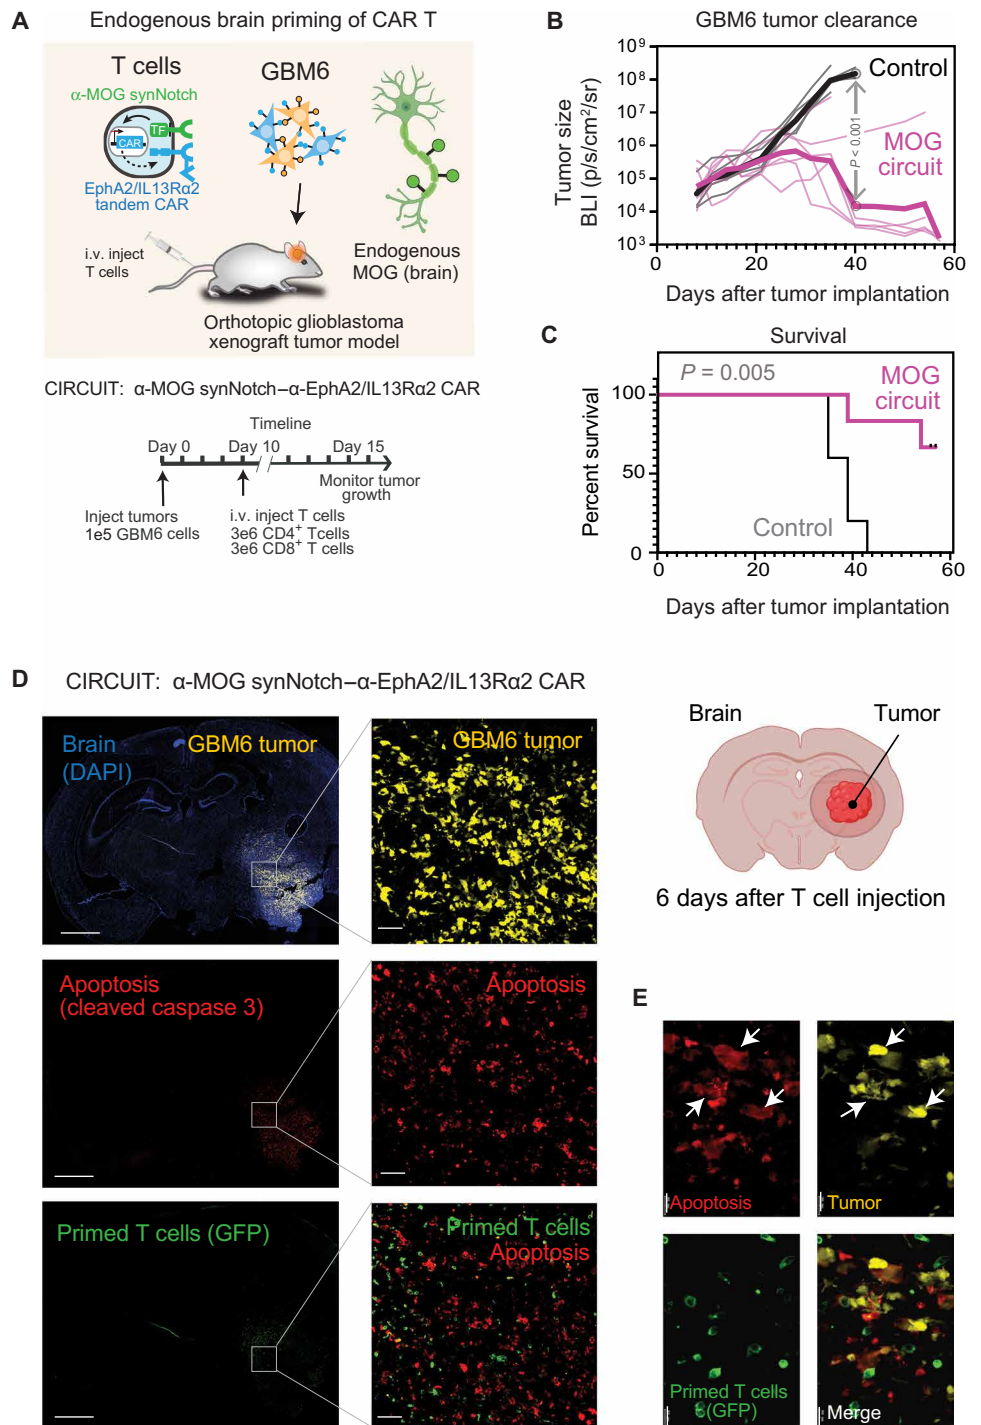 A
Endogenous brain priming of CAR T
T cells
α-MOG synNotch
TF
CAR
EphA2/IL13Rα2
tandem CAR
GBM6
Endogenous
MOG (brain)
i.v. inject
T cells
Orthotopic glioblastoma
xenograft tumor model
CIRCUIT: α-MOG synNotch–α-EphA2/IL13Rα2 CAR
Timeline
Day 0
Day 10
Day 15
Monitor tumor
growth
Inject tumors
1e5 GBM6 cells
i.v. inject T cells
3e6 CD4+ Tcells
3e6 CD8+ T cells
B
GBM6 tumor clearance
Tumor size
BLI (p/s/cm²/sr)
10⁹
10⁸
10⁷
10⁶
10⁵
10⁴
10³
0
20
40
60
Control
MOG
circuit
P < 0.001
Days after tumor implantation
C
Survival
Percent survival
100
50
0
0
20
40
60
P = 0.005
MOG
circuit
Control
Days after tumor implantation
D
CIRCUIT: α-MOG synNotch–α-EphA2/IL13Rα2 CAR
Brain
(DAPI)
GBM6 tumor
GBM6 tumor
Apoptosis
(cleaved caspase 3)
Apoptosis
Primed T cells (GFP)
Primed T cells
Apoptosis
Brain
Tumor
6 days after T cell injection
E
Apoptosis
Tumor
Primed T cells
(GFP)
Merge